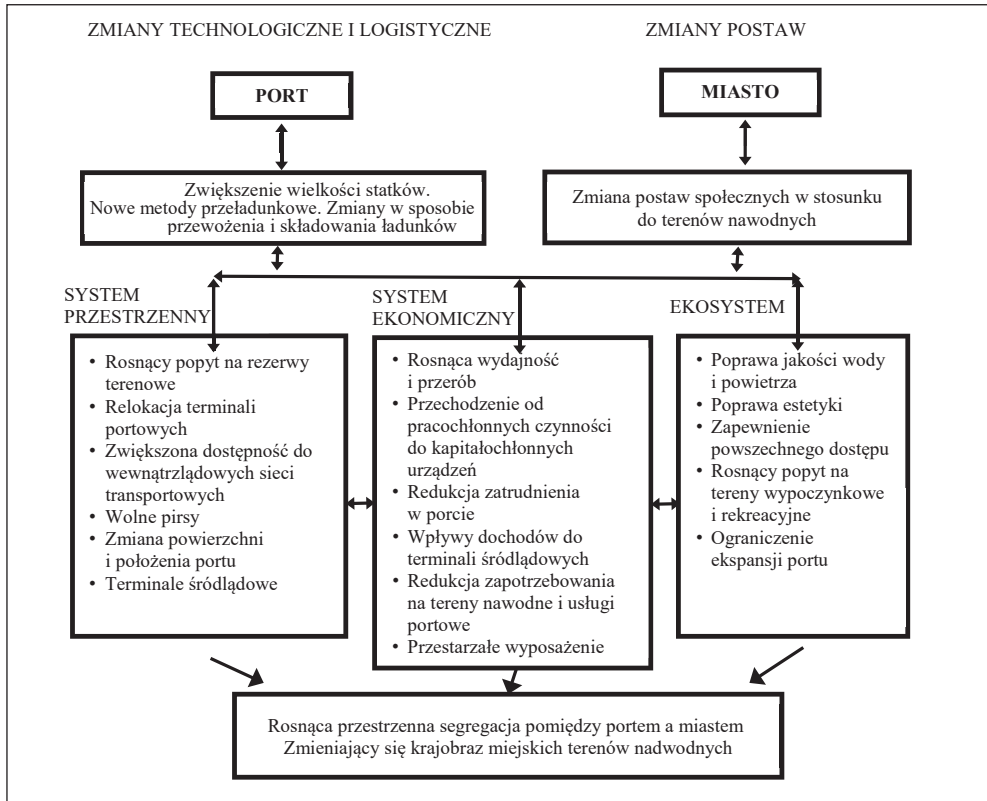 ZMIANY TECHNOLOGICZNE I LOGISTYCZNE
ZMIANY POSTAW
PORT
MIASTO
Zwiększenie wielkości statków.
Nowe metody przeładunkowe. Zmiany w sposobie
przewożenia i składowania ładunków
Zmiana postaw społecznych w stosunku
do terenów nawodnych
SYSTEM
PRZESTRZENNY
• Rosnący popyt na rezerwy
terenowe
• Relokacja terminali
portowych
• Zwiększona dostępność do
wewnątrzlądowych sieci
transportowych
• Wolne pirsy
• Zmiana powierzchni
i położenia portu
• Terminale śródlądowe
SYSTEM
EKONOMICZNY
• Rosnąca wydajność
i przerób
• Przechodzenie od
pracochłonnych czynności
do kapitałochłonnych
urządzeń
• Redukcja zatrudnienia
w porcie
• Wpływy dochodów do
terminali śródlądowych
• Redukcja zapotrzebowania
na tereny nawodne i usługi
portowe
• Przestarzałe wyposażenie
EKOSYSTEM
• Poprawa jakości wody
i powietrza
• Poprawa estetyki
• Zapewnienie
powszechnego dostępu
• Rosnący popyt na
tereny wypoczynkowe
i rekreacyjne
• Ograniczenie
ekspansji portu
Rosnąca przestrzenna segregacja pomiędzy portem a miastem
Zmieniający się krajobraz miejskich terenów nadwodnych